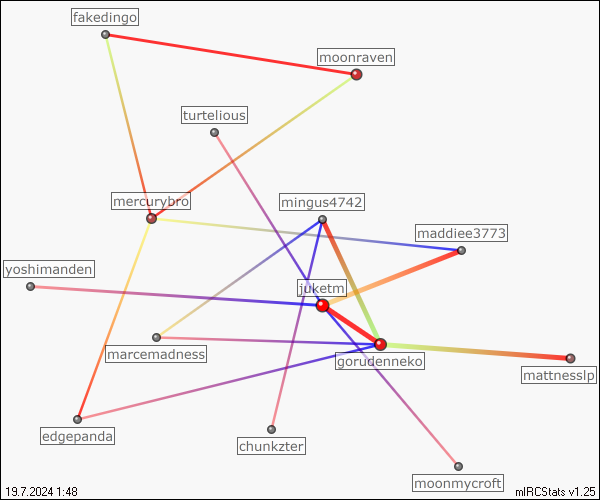 fakedingo
moonraven
turtelious
mercurybro
mingus4742
maddiee3773
yoshimanden
juketm
marcemadness
gorudenneko
mattnesslp
edgepanda
chunkzter
moonmycroft
19.7.2024 1:48
mIRCStats v1.25